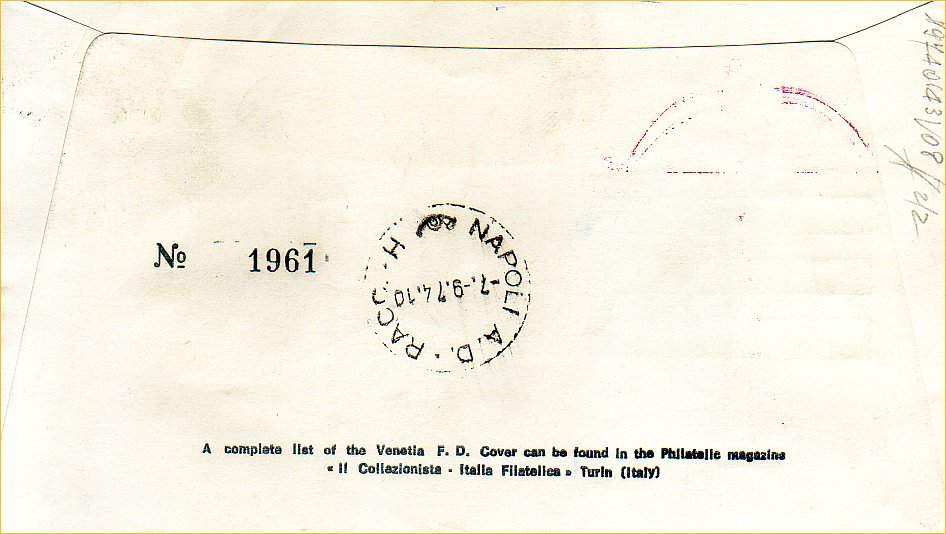 No 1961
NAPOLI A.D. · RACC. H
-7.-9.74.10
A complete list of the Venetia F. D. Cover can be found in the Philatelic magazine
« Il Collezionista - Italia Filatelica » Turin (Italy)